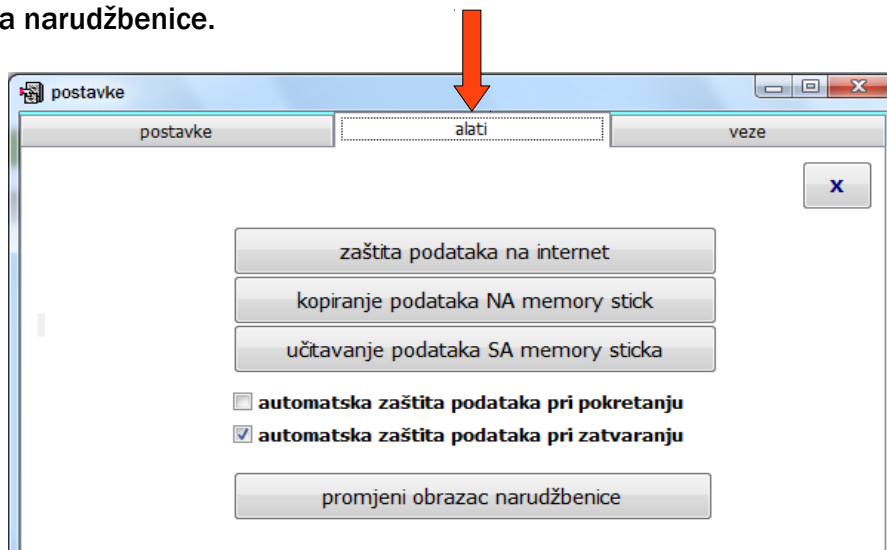 a narudžbenice.
postavke
postavke alati veze
x
zaštita podataka na internet
kopiranje podataka NA memory stick
učitavanje podataka SA memory sticka
automatska zaštita podataka pri pokretanju
automatska zaštita podataka pri zatvaranju
promjeni obrazac narudžbenice